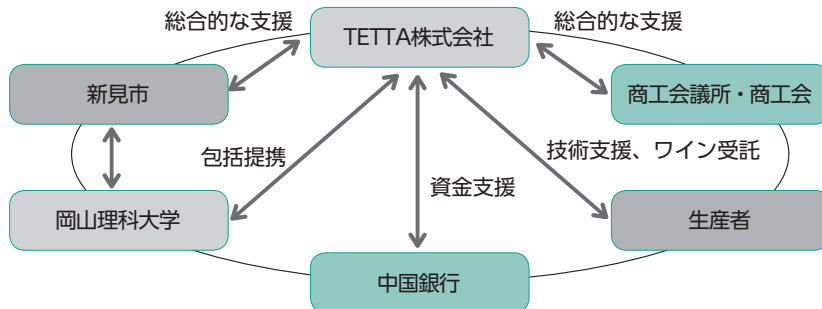 総合的な支援
TETTA株式会社
総合的な支援
新見市
商工会議所・商工会
包括提携
技術支援、ワイン受託
資金支援
岡山理科大学
生産者
中国銀行